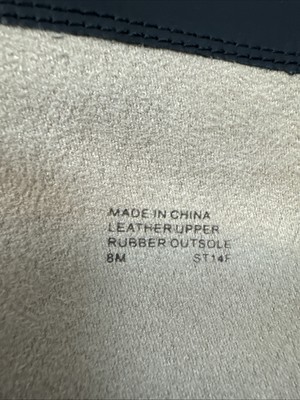 MADE IN CHINA
LEATHER UPPER
RUBBER OUTSOLE
8M ST14F